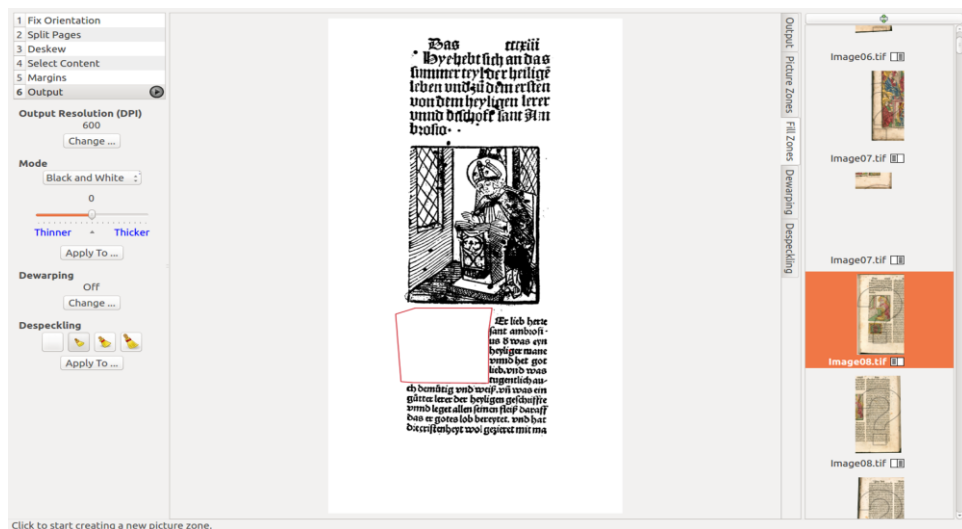 1 Fix Orientation
2 Split Pages
3 Deskew
4 Select Content
5 Margins
6 Output
Output Resolution (DPI)
600
Change ...
Mode
Black and White
0
Thinner
Thicker
Apply To ...
Dewarping
Off
Change ...
Despeckling
Apply To ...
Das ccccxiii
Hye hebt sich an das
summer teyl der heiligē
leben vnd zů dem ersten
von dem heyligen lerer
vnnd bischoff sant Am
brosio.
Er lieb herre
sant ambrosi-
us
was eyn
heyliger mane
vnnd het got
lieb. vnd was
tugentlich au-
ch demůtig vnd weiß. vñ was ein
gůtter lerer der heyligen geschrifte
vnnd leget allen seinen fleiß daraff
das er gotes lob bereytet. vnd hat
die cristenheyt wol gezieret mit ma
Output
Picture Zones
Fill Zones
Dewarping
Despeckling
Image06.tif
Image07.tif
Image07.tif
Image08.tif
Image08.tif
Click to start creating a new picture zone.